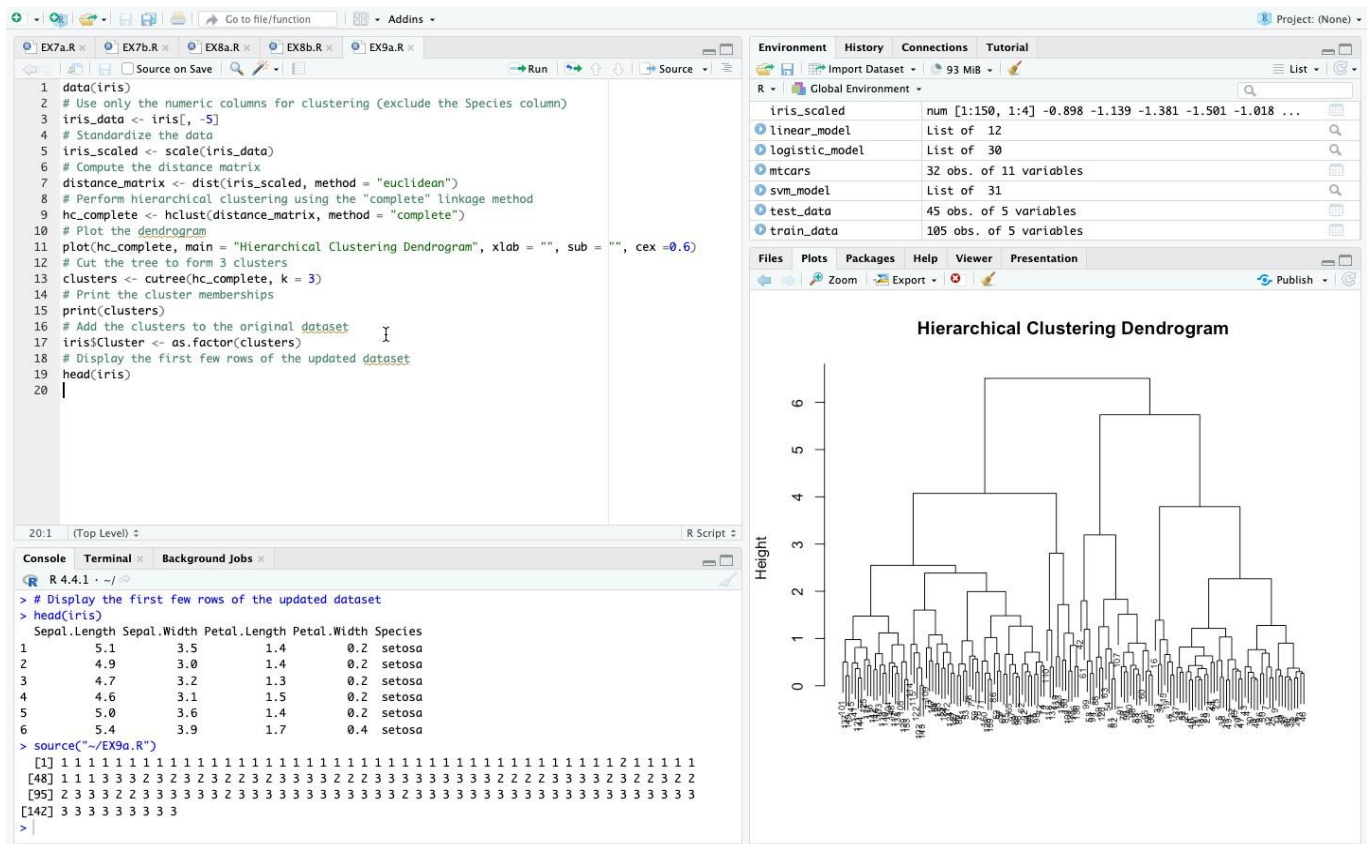 Go to file/function
Addins
Project: (None)
EX7a.R
EX7b.R
EX8a.R
EX8b.R
EX9a.R
Source on Save
Run
Source
1 data(iris)
2 # Use only the numeric columns for clustering (exclude the Species column)
3 iris_data <- iris[, -5]
4 # Standardize the data
5 iris_scaled <- scale(iris_data)
6 # Compute the distance matrix
7 distance_matrix <- dist(iris_scaled, method = "euclidean")
8 # Perform hierarchical clustering using the "complete" linkage method
9 hc_complete <- hclust(distance_matrix, method = "complete")
10 # Plot the dendrogram
11 plot(hc_complete, main = "Hierarchical Clustering Dendrogram", xlab = "", sub = "", cex =0.6)
12 # Cut the tree to form 3 clusters
13 clusters <- cutree(hc_complete, k = 3)
14 # Print the cluster memberships
15 print(clusters)
16 # Add the clusters to the original dataset
17 iris$Cluster <- as.factor(clusters)
18 # Display the first few rows of the updated dataset
19 head(iris)
20
20:1 (Top Level) R Script
Console Terminal Background Jobs
R 4.4.1 · ~/
> # Display the first few rows of the updated dataset
> head(iris)
Sepal.Length Sepal.Width Petal.Length Petal.Width Species
1 5.1 3.5 1.4 0.2 setosa
2 4.9 3.0 1.4 0.2 setosa
3 4.7 3.2 1.3 0.2 setosa
4 4.6 3.1 1.5 0.2 setosa
5 5.0 3.6 1.4 0.2 setosa
6 5.4 3.9 1.7 0.4 setosa
> source("~/EX9a.R")
[1] 1 1 1 1 1 1 1 1 1 1 1 1 1 1 1 1 1 1 1 1 1 1 1 1 1 1 1 1 1 1 1 1 1 1 1 1 1 1 1 1 1 2 1 1 1 1 1
[48] 1 1 1 3 3 3 2 3 2 3 2 3 2 2 3 2 3 3 3 3 2 2 2 3 3 3 3 3 3 3 3 3 2 2 2 2 3 3 3 3 2 3 2 2 3 2 2
[95] 2 3 3 3 2 2 3 3 3 3 3 3 2 3 3 3 3 3 3 3 3 3 3 3 3 2 3 3 3 3 3 3 3 3 3 3 3 3 3 3 3 3 3 3 3 3 3
[142] 3 3 3 3 3 3 3 3 3
>
Environment History Connections Tutorial
Import Dataset 93 MiB List
R Global Environment
iris_scaled num [1:150, 1:4] -0.898 -1.139 -1.381 -1.501 -1.018 ...
linear_model List of 12
logistic_model List of 30
mtcars 32 obs. of 11 variables
svm_model List of 31
test_data 45 obs. of 5 variables
train_data 105 obs. of 5 variables
Files Plots Packages Help Viewer Presentation
Zoom Export Publish
Hierarchical Clustering Dendrogram
Height
6
5
4
3
2
1
0
42
16
61
107